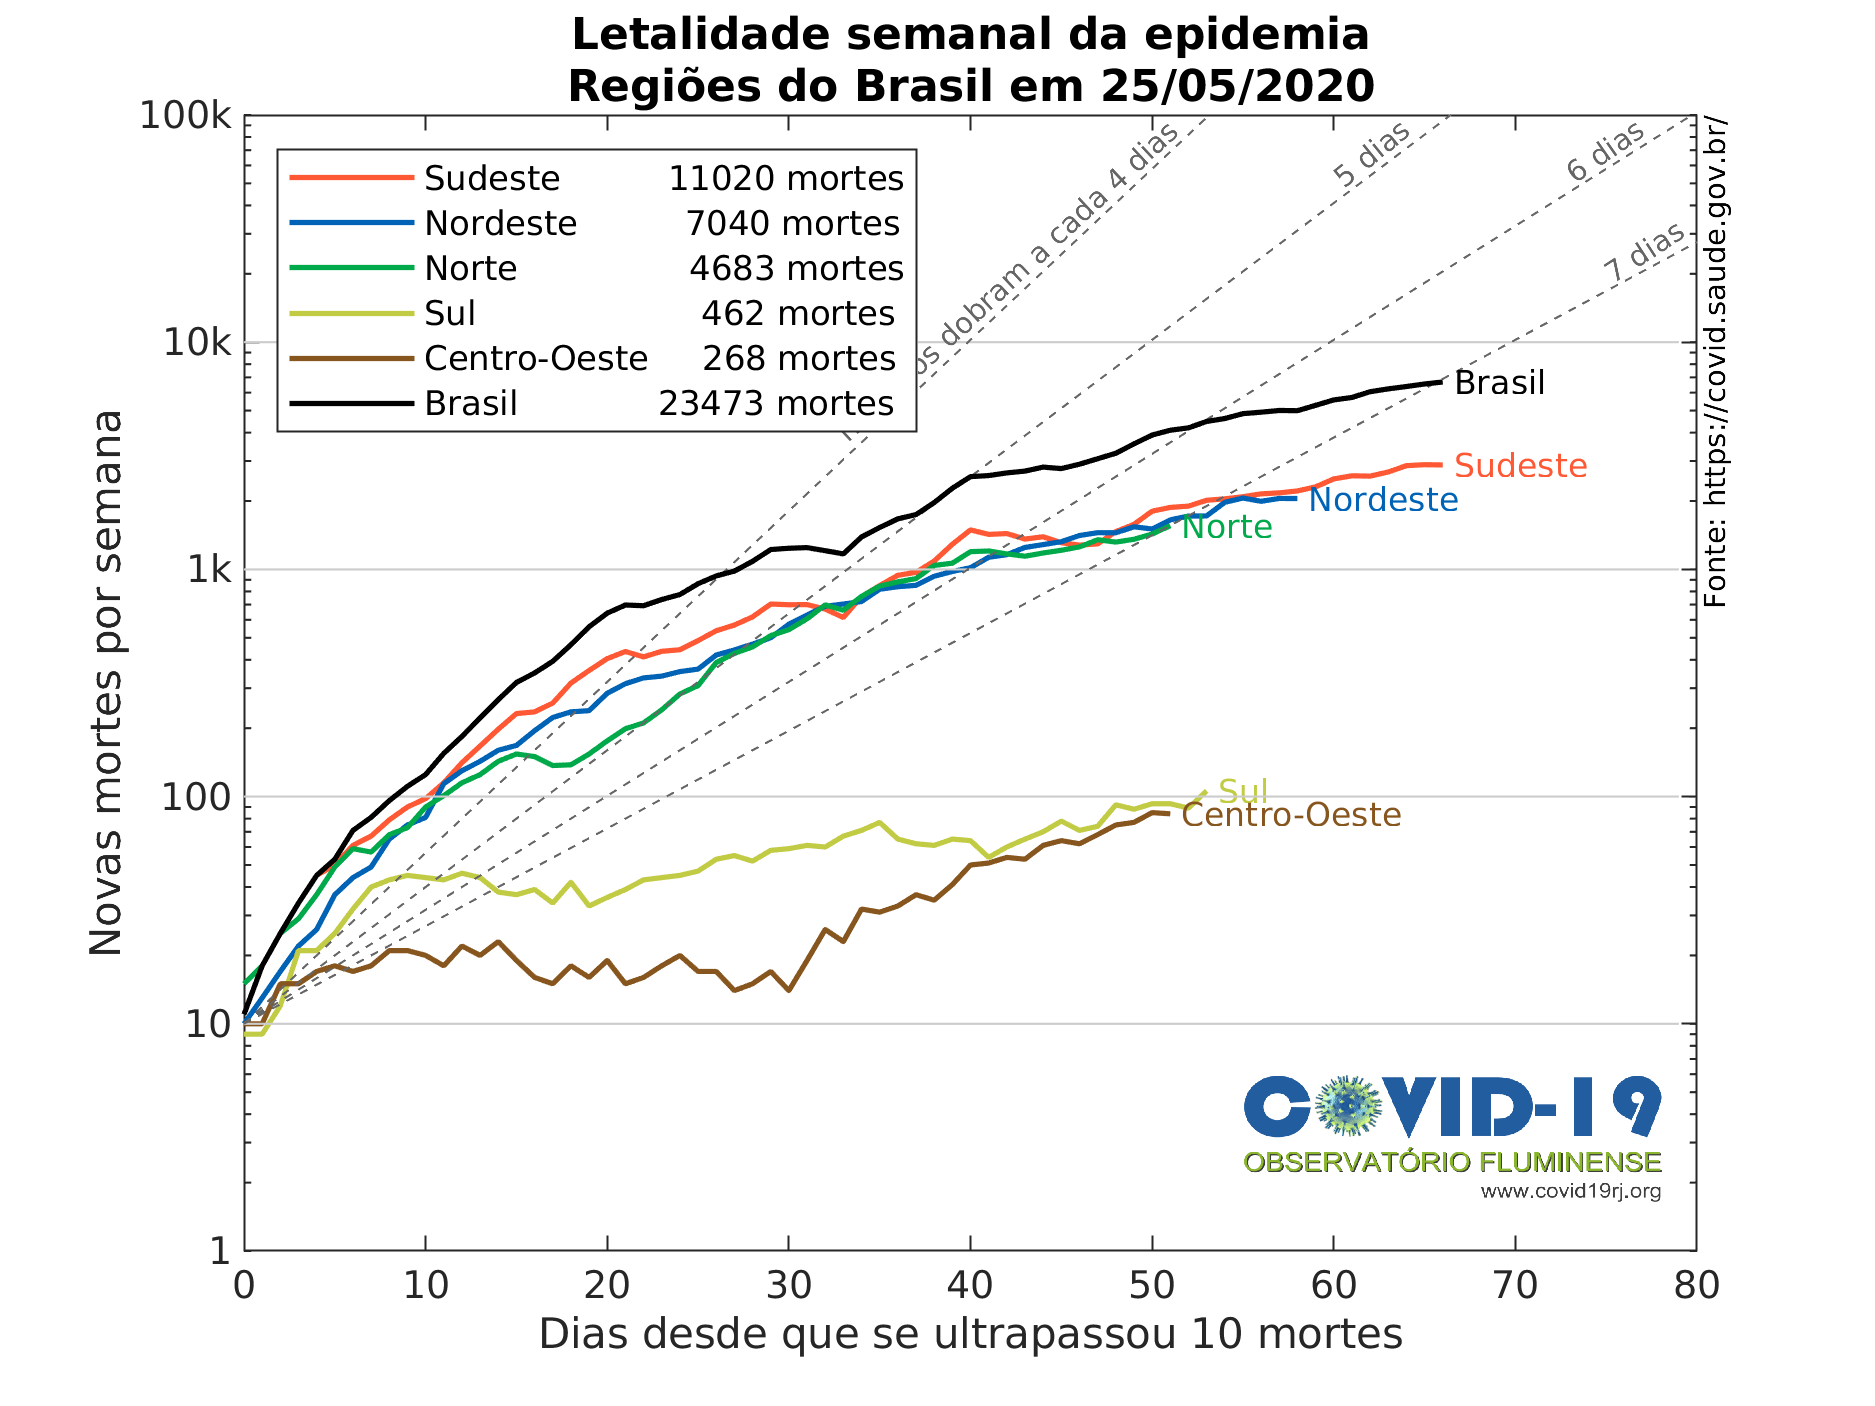 Letalidade semanal da epidemia
Regiões do Brasil em 25/05/2020
100k
10k
1k
100
10
1
Novas mortes por semana
Sudeste 11020 mortes
Nordeste 7040 mortes
Norte 4683 mortes
Sul 462 mortes
Centro-Oeste 268 mortes
Brasil 23473 mortes
dobram a cada 4 dias
5 dias
6 dias
7 dias
Brasil
Sudeste
Nordeste
Norte
Sul
Centro-Oeste
Fonte: https://covid.saude.gov.br/
COVID-19
OBSERVATÓRIO FLUMINENSE
www.covid19rj.org
0 10 20 30 40 50 60 70 80
Dias desde que se ultrapassou 10 mortes